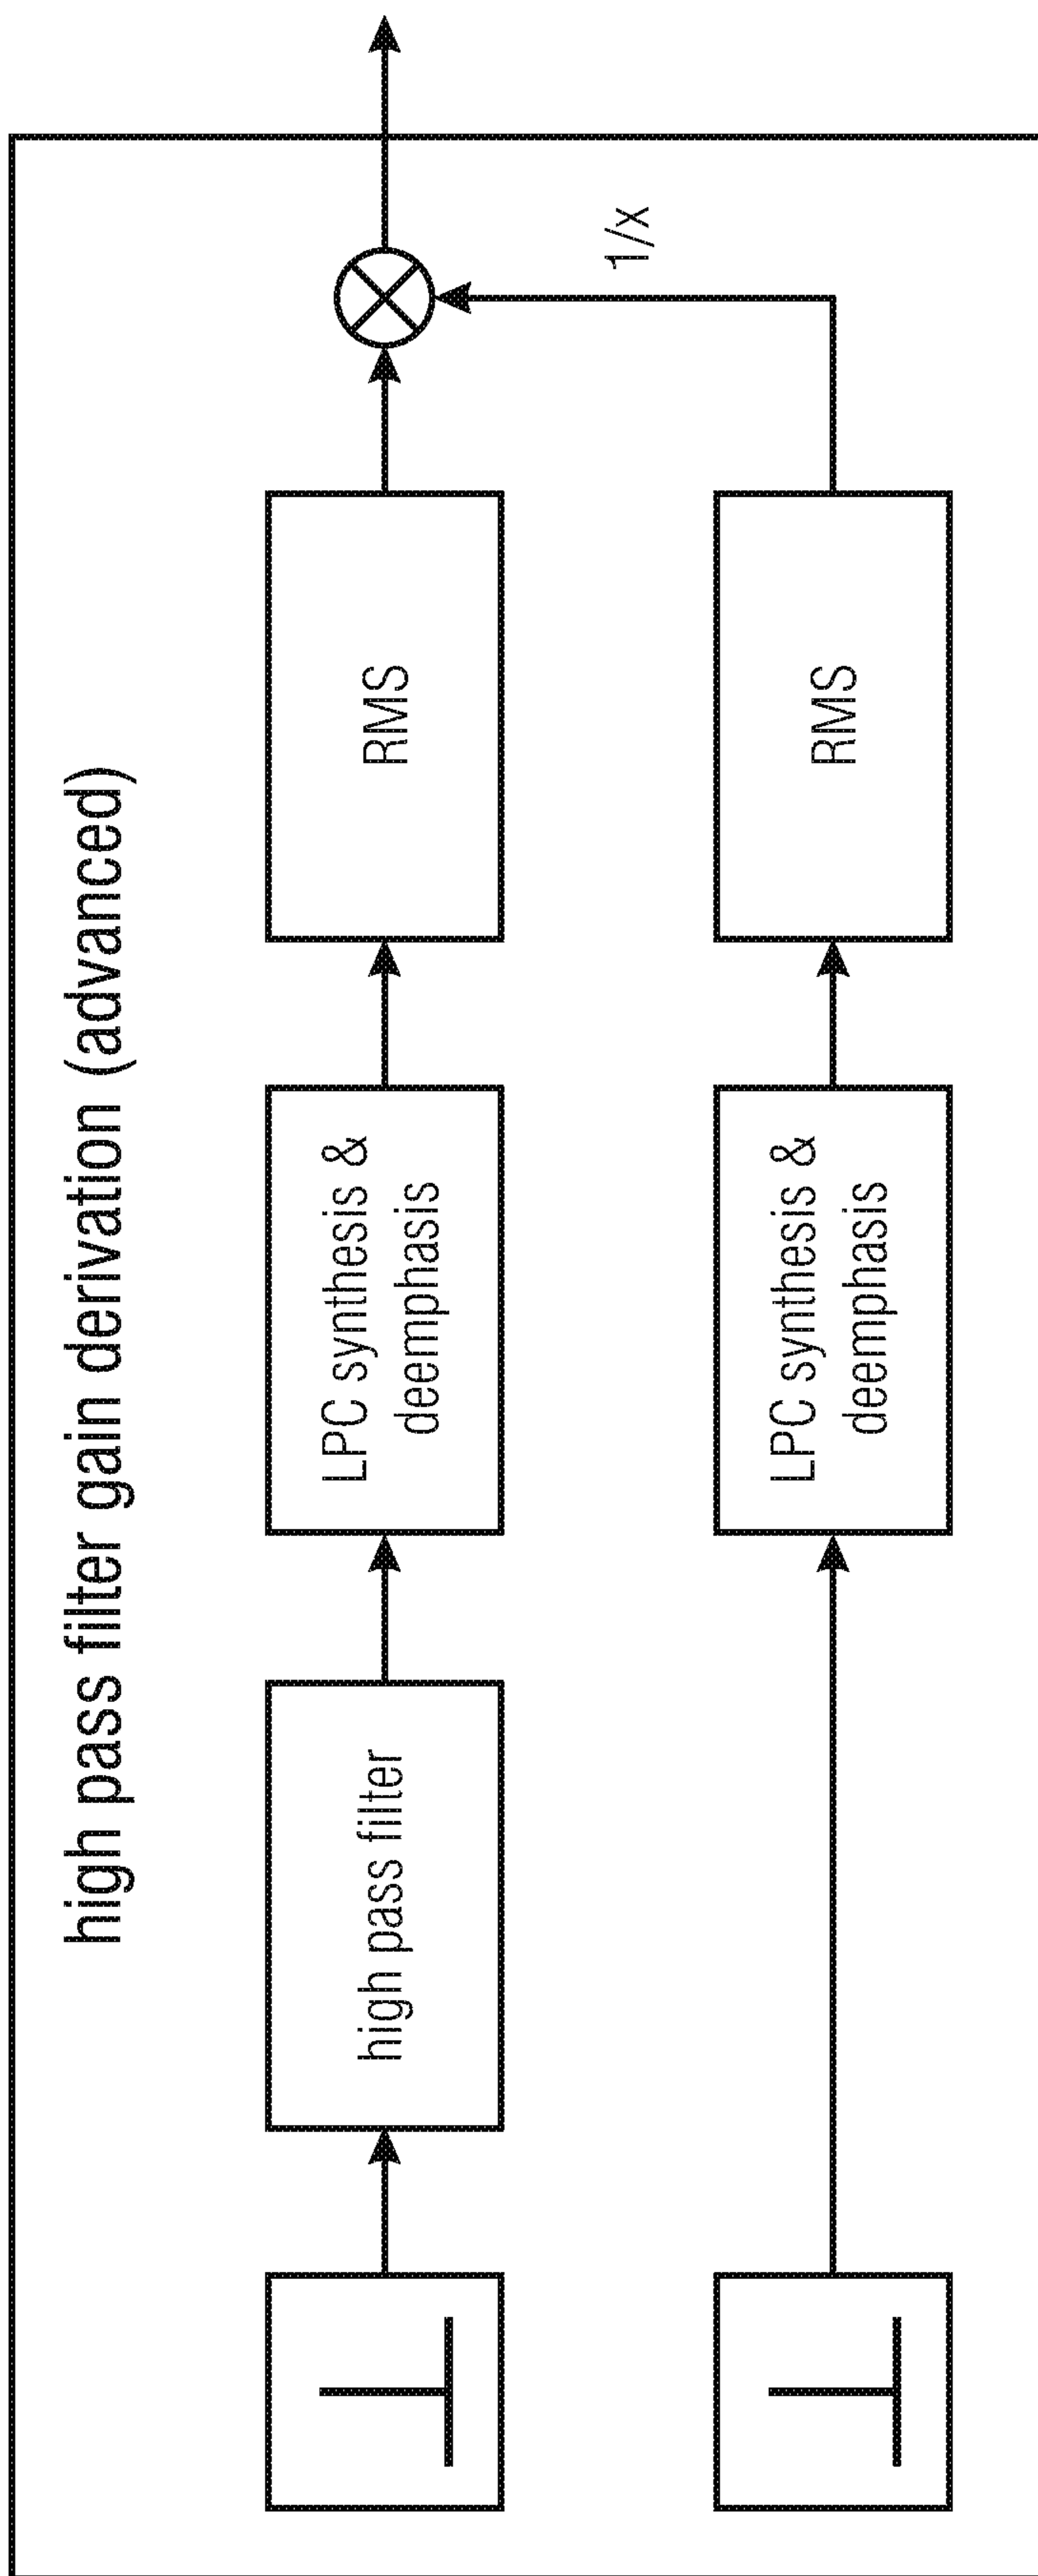 high pass filter gain derivation (advanced)
high pass filter
LPC synthesis &
deemphasis
RMS
1/x
LPC synthesis &
deemphasis
RMS